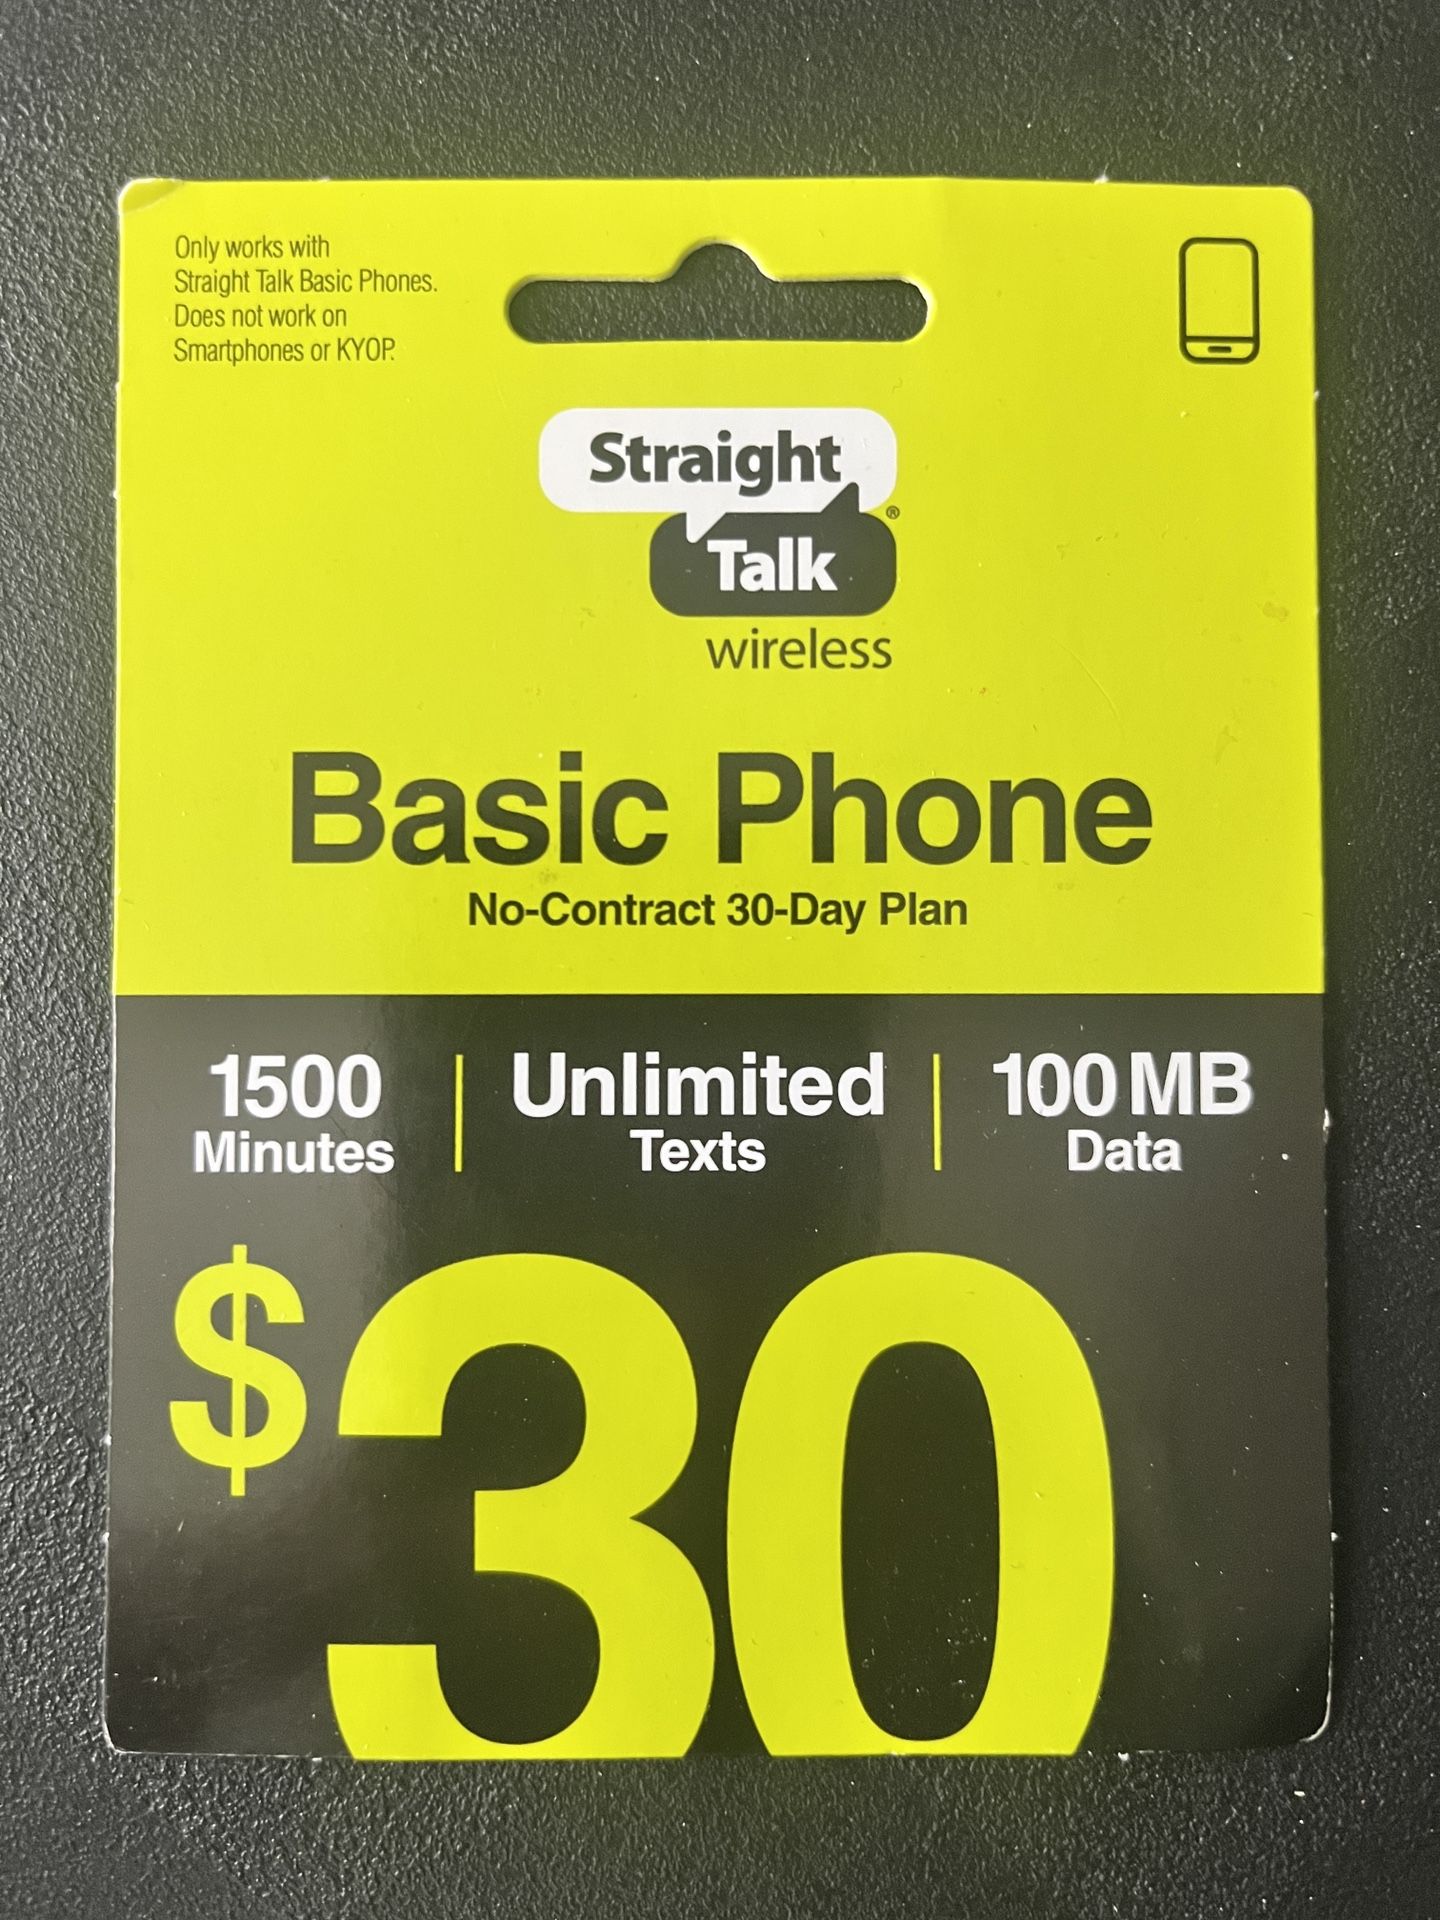 Only works with
Straight Talk Basic Phones.
Does not work on
Smartphones or KYOP.
Straight
Talk®
wireless
Basic Phone
No-Contract 30-Day Plan
1500
Minutes
Unlimited
Texts
100 MB
Data
$30